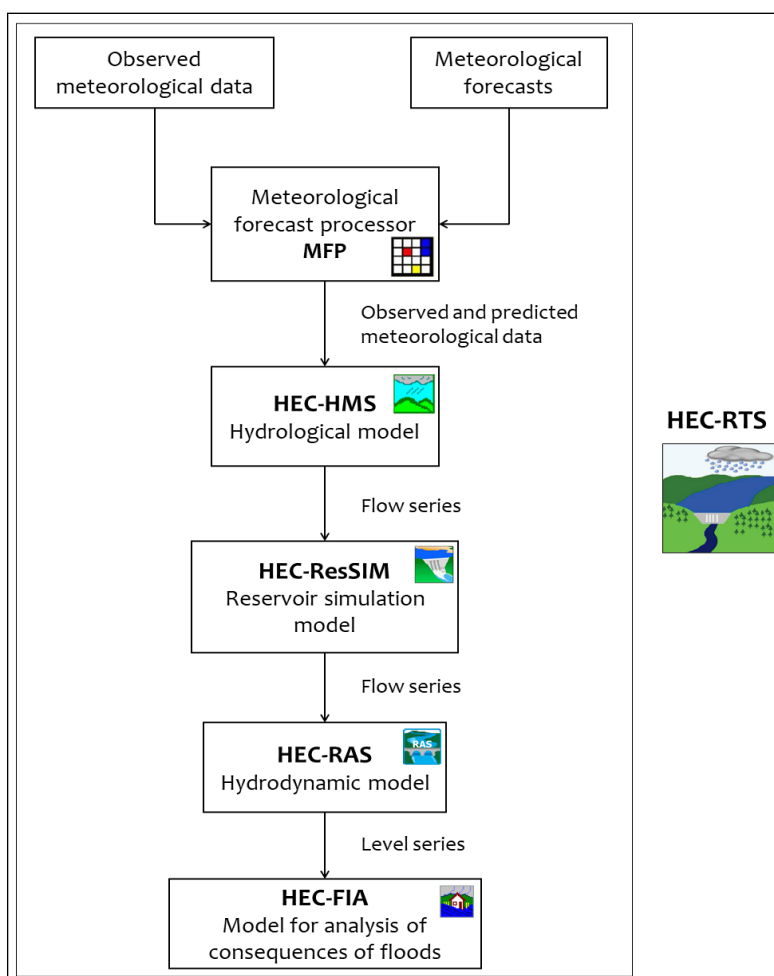 Observed
meteorological data
Meteorological
forecasts
Meteorological
forecast processor
MFP
Observed and predicted
meteorological data
HEC-HMS
Hydrological model
HEC-RTS
Flow series
HEC-ResSIM
Reservoir simulation
model
Flow series
HEC-RAS
RAS
Hydrodynamic model
Level series
HEC-FIA
Model for analysis of
consequences of floods